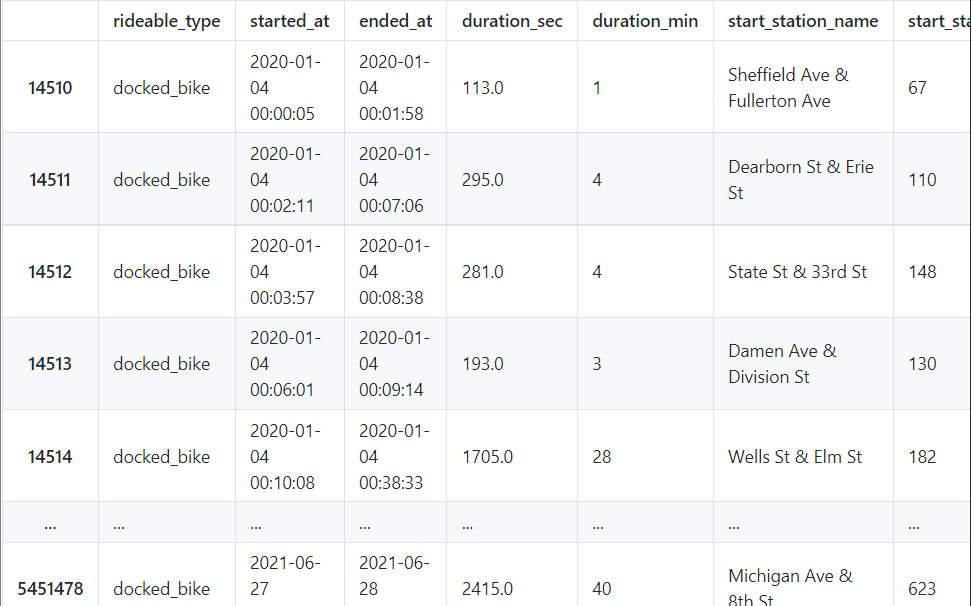 rideable_type started_at ended_at duration_sec duration_min start_station_name start_sta
14510 docked_bike 2020-01-04 00:00:05 2020-01-04 00:01:58 113.0 1 Sheffield Ave & Fullerton Ave 67
14511 docked_bike 2020-01-04 00:02:11 2020-01-04 00:07:06 295.0 4 Dearborn St & Erie St 110
14512 docked_bike 2020-01-04 00:03:57 2020-01-04 00:08:38 281.0 4 State St & 33rd St 148
14513 docked_bike 2020-01-04 00:06:01 2020-01-04 00:09:14 193.0 3 Damen Ave & Division St 130
14514 docked_bike 2020-01-04 00:10:08 2020-01-04 00:38:33 1705.0 28 Wells St & Elm St 182
... ... ... ... ... ... ... ...
5451478 docked_bike 2021-06-27 2021-06-28 2415.0 40 Michigan Ave & 8th St 623